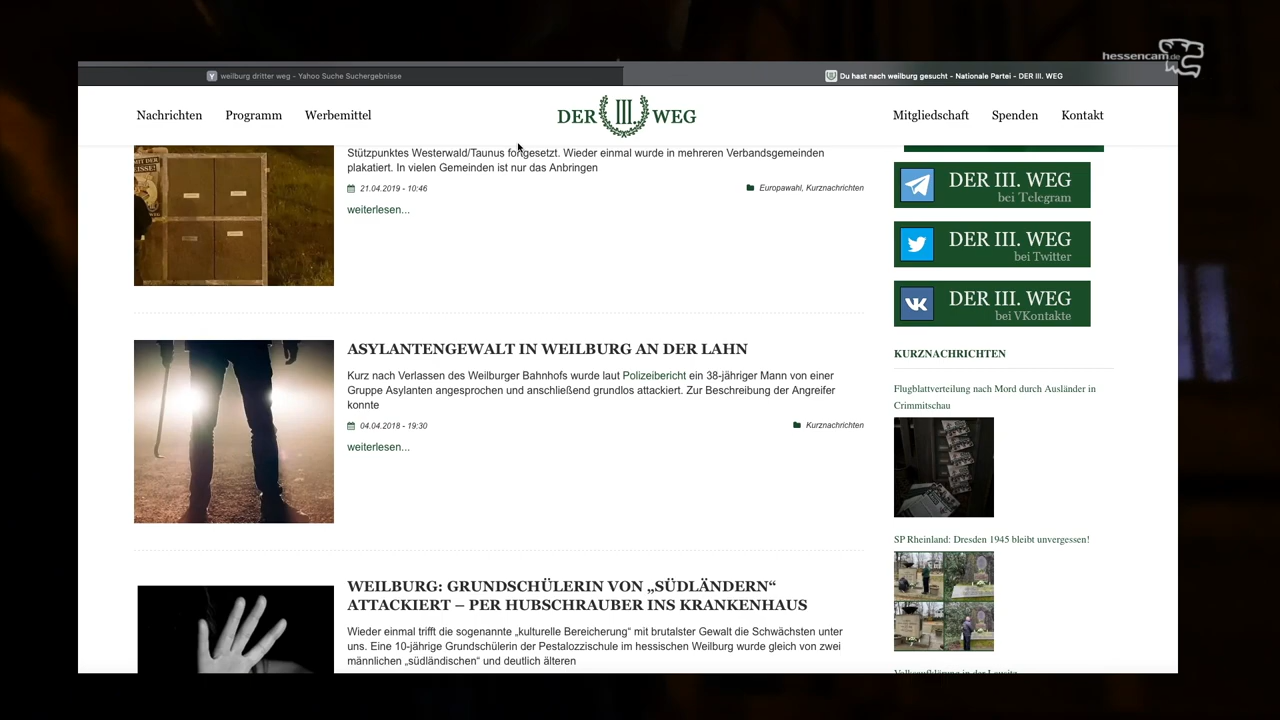 hessencam.de
weilburg dritter weg - Yahoo Suche Suchergebnisse
Du hast nach weilburg gesucht - Nationale Partei - DER III. WEG
Nachrichten Programm Werbemittel
DER III. WEG
Mitgliedschaft Spenden Kontakt
Stützpunktes Westerwald/Taunus fortgesetzt. Wieder einmal wurde in mehreren Verbandsgemeinden
plakatiert. In vielen Gemeinden ist nur das Anbringen
21.04.2019 - 10:46
Europawahl, Kurznachrichten
weiterlesen...
ASYLANTENGEWALT IN WEILBURG AN DER LAHN
Kurz nach Verlassen des Weilburger Bahnhofs wurde laut Polizeibericht ein 38-jähriger Mann von einer
Gruppe Asylanten angesprochen und anschließend grundlos attackiert. Zur Beschreibung der Angreifer
konnte
04.04.2018 - 19:30
Kurznachrichten
weiterlesen...
WEILBURG: GRUNDSCHÜLERIN VON „SÜDLÄNDERN“
ATTACKIERT – PER HUBSCHRAUBER INS KRANKENHAUS
Wieder einmal trifft die sogenannte „kulturelle Bereicherung“ mit brutalster Gewalt die Schwächsten unter
uns. Eine 10-jährige Grundschülerin der Pestalozzischule im hessischen Weilburg wurde gleich von zwei
männlichen „südländischen“ und deutlich älteren
DER III. WEG
bei Telegram
DER III. WEG
bei Twitter
DER III. WEG
bei VKontakte
KURZNACHRICHTEN
Flugblattverteilung nach Mord durch Ausländer in
Crimmitschau
SP Rheinland: Dresden 1945 bleibt unvergessen!